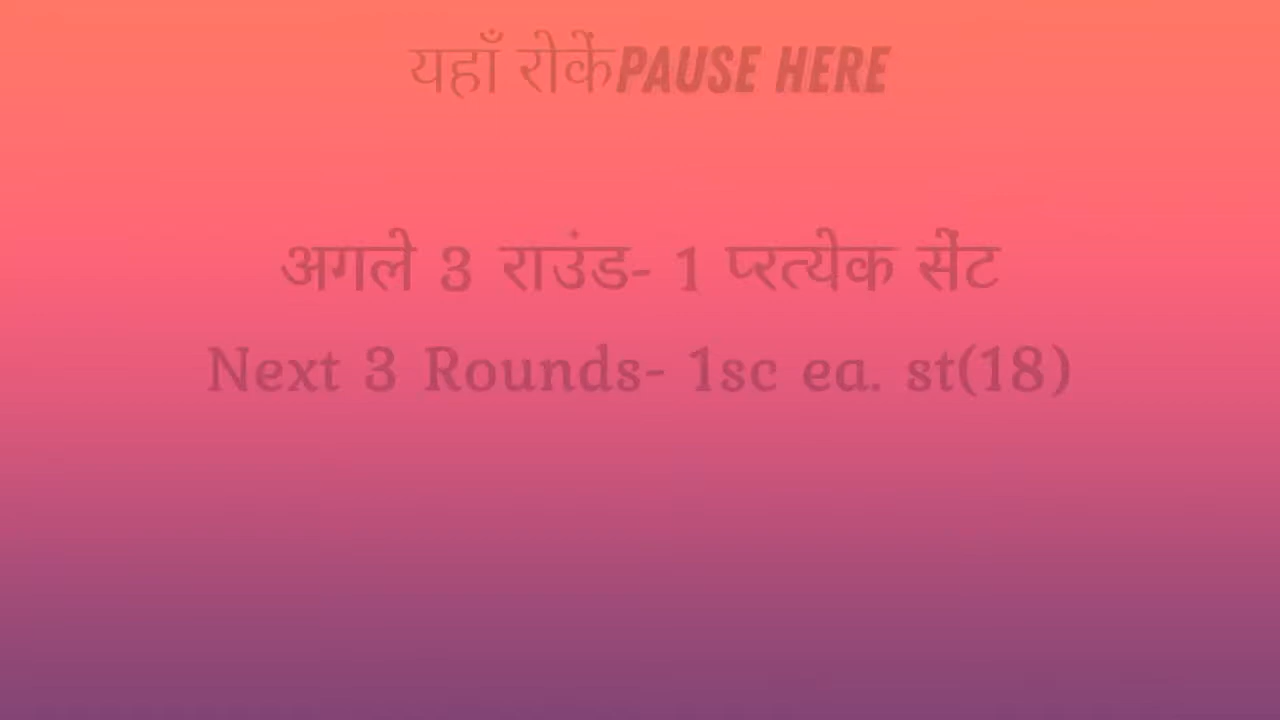 यहाँ रोकेंPAUSE HERE
अगले 3 राउंड- 1 प्रत्येक सेंट
Next 3 Rounds- 1sc ea. st(18)